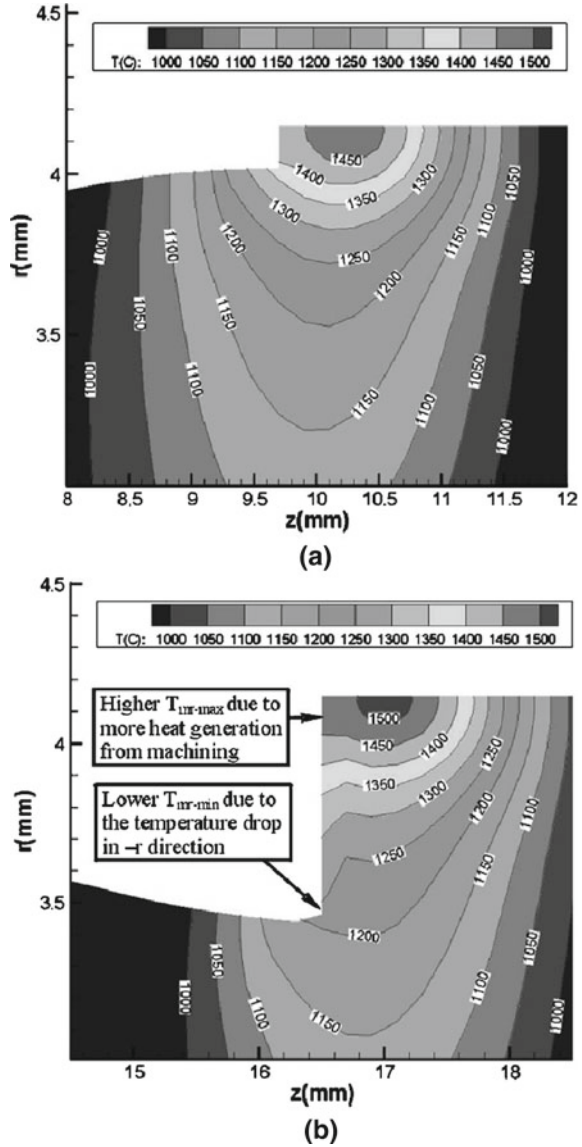 4.5
T(C): 1000 1050 1100 1150 1200 1250 1300 1350 1400 1450 1500
4
3.5
r(mm)
1450
1400
1350
1300
1300
1250
1200
1200
1150
1150
1150
1100
1100
1100
1050
1050
1050
1000
1000
1000
8 8.5 9 9.5 10 10.5 11 11.5 12
z(mm)
(a)
4.5
T(C): 1000 1050 1100 1150 1200 1250 1300 1350 1400 1450 1500
Higher Tmr-max due to
more heat generation
from machining
Lower Tmr-min due to
the temperature drop
in –r direction
4
3.5
r(mm)
1500
1450
1400
1350
1300
1250
1250
1200
1200
1150
1150
1100
1100
1100
1050
1050
1000
1000
15 16 17 18
z(mm)
(b)